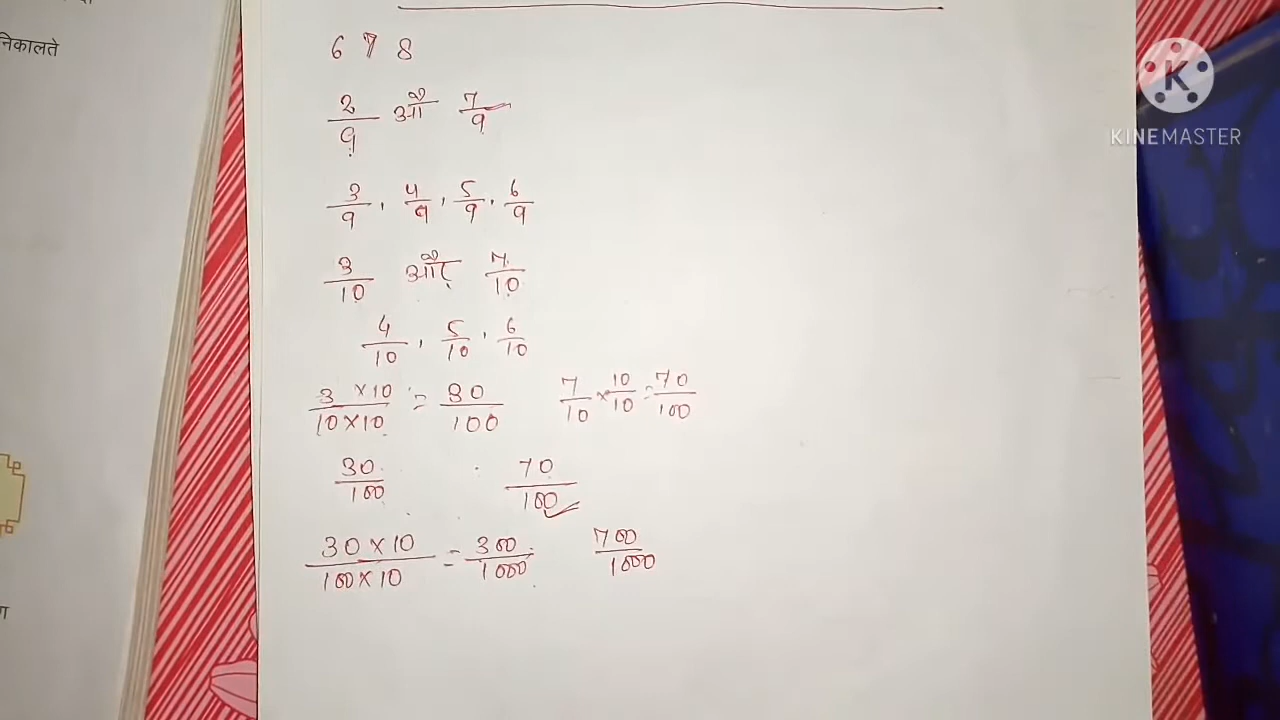 निकालते
6 7 8
2/9 और 7/9
3/9, 4/9, 5/9, 6/9
3/10 और 7/10
4/10, 5/10, 6/10
3×10/10×10 = 30/100 7/10 × 10/10 = 70/100
30/100 70/100
30×10/100×10 = 300/1000 700/1000
KINEMASTER